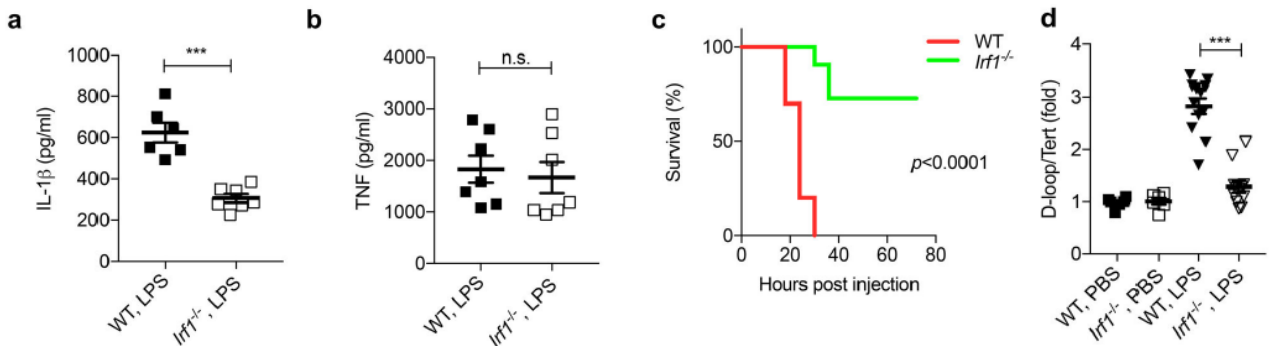 a
***
IL-1β (pg/ml)
1000
800
600
400
200
0
WT, LPS
Irf1-/-, LPS
b
n.s.
TNF (pg/ml)
4000
3000
2000
1000
0
WT, LPS
Irf1-/-, LPS
c
WT
Irf1-/-
Survival (%)
100
50
0
p<0.0001
0 20 40 60 80
Hours post injection
d
***
D-loop/Tert (fold)
4
3
2
1
0
WT, PBS
Irf1-/-, PBS
WT, LPS
Irf1-/-, LPS